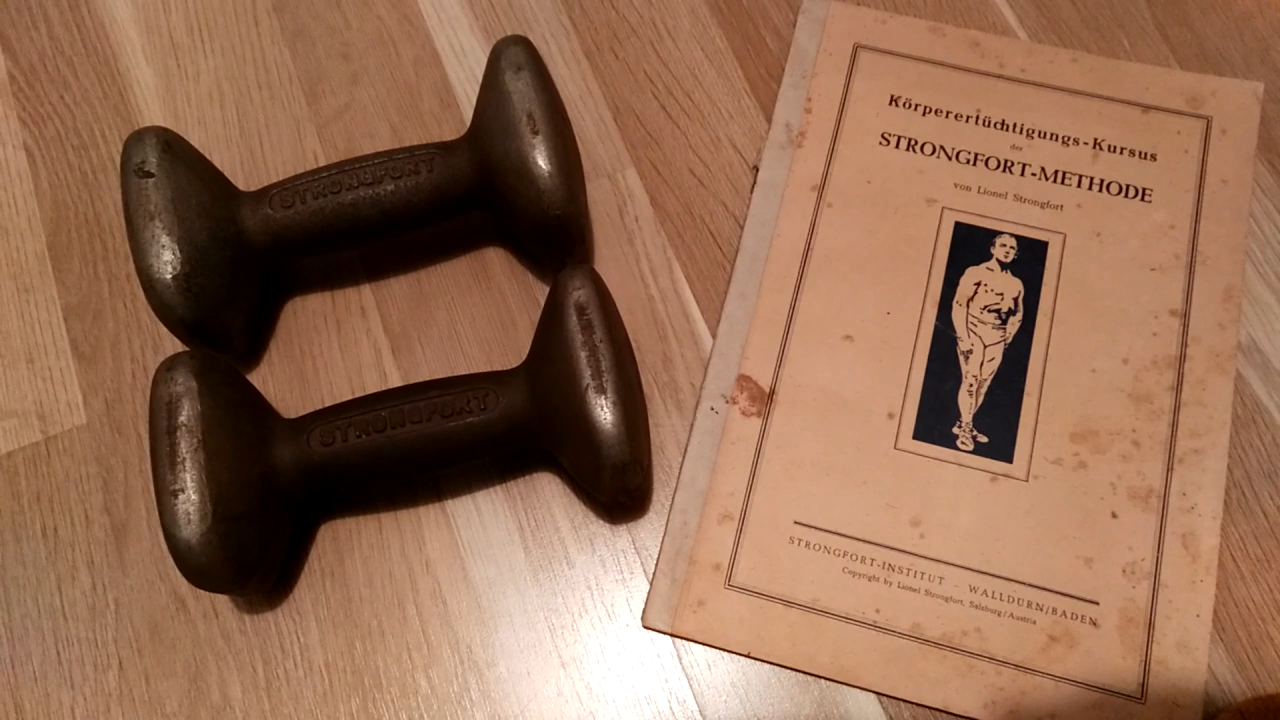 STRONGFORT
STRONGFORT
Körperertüchtigungs-Kursus
der
STRONGFORT-METHODE
von Lionel Strongfort
STRONGFORT-INSTITUT - WALLDÜRN/BADEN
Copyright by Lionel Strongfort, Salzburg/Austria